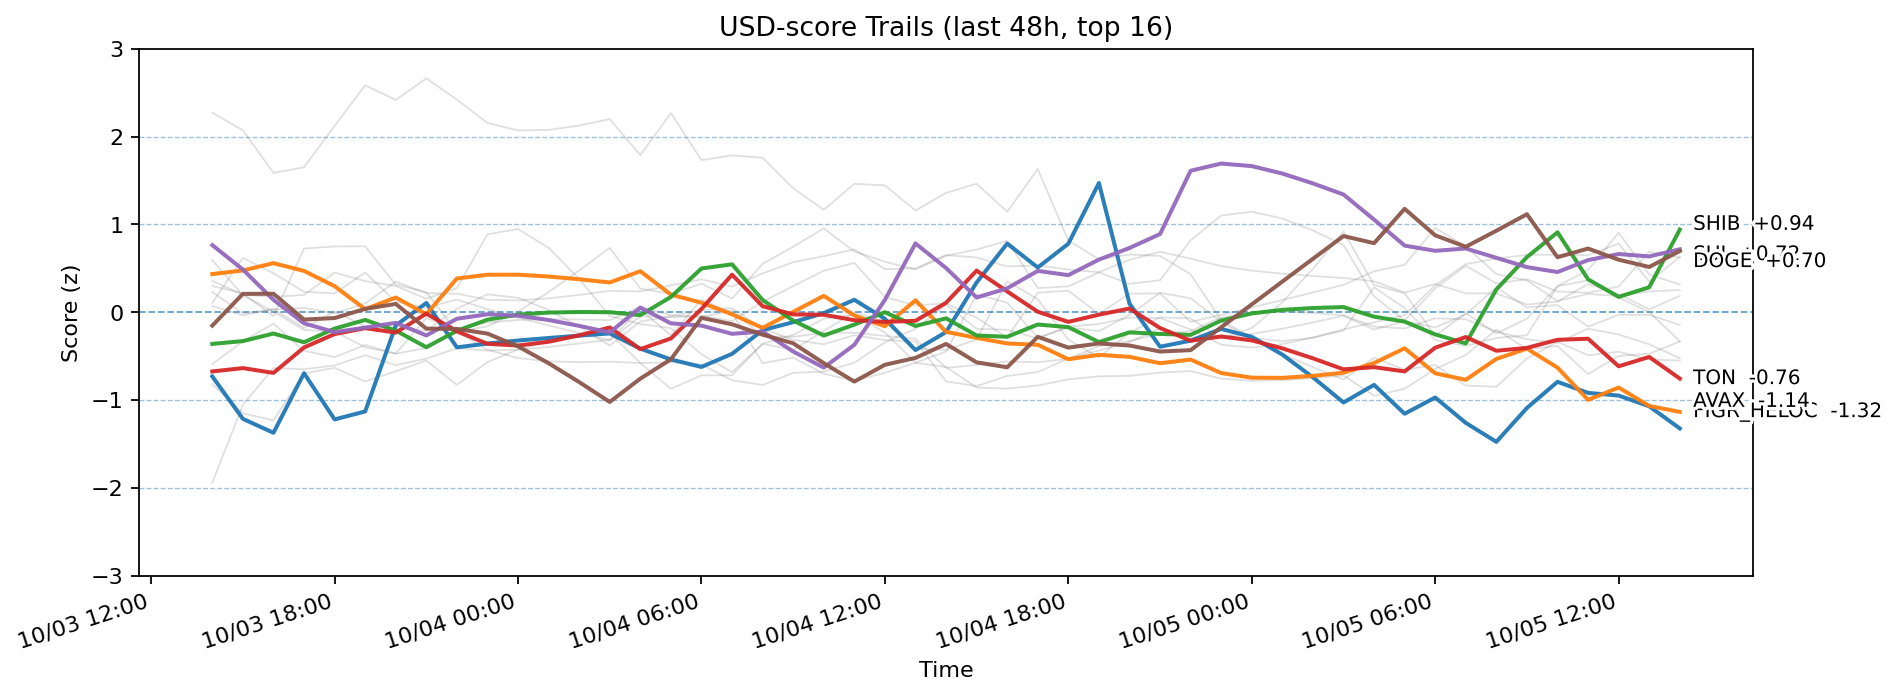 USD-score Trails (last 48h, top 16)
Score (z)
3
2
1
0
−1
−2
−3
SHIB +0.94
DOGE +0.70
TON -0.76
AVAX -1.14
FIGR_HELOC -1.32
10/03 12:00
10/03 18:00
10/04 00:00
10/04 06:00
10/04 12:00
10/04 18:00
10/05 00:00
10/05 06:00
10/05 12:00
Time